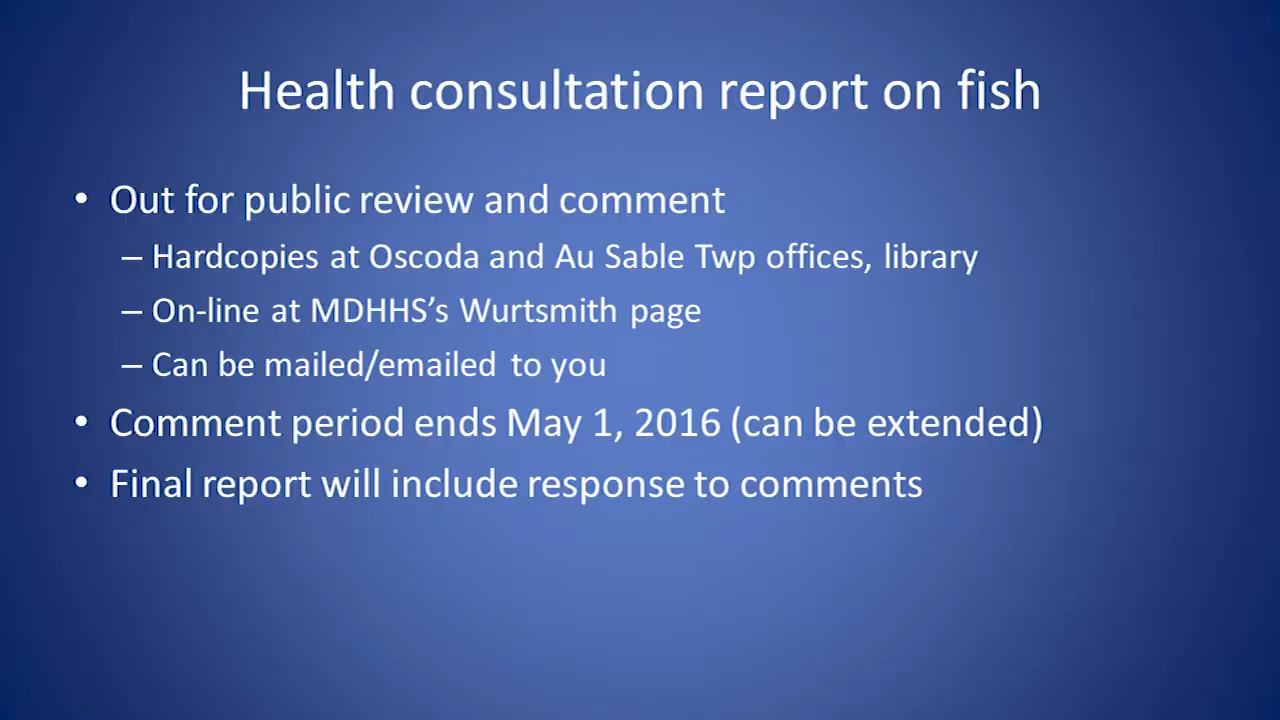 Health consultation report on fish
• Out for public review and comment
– Hardcopies at Oscoda and Au Sable Twp offices, library
– On-line at MDHHS’s Wurtsmith page
– Can be mailed/emailed to you
• Comment period ends May 1, 2016 (can be extended)
• Final report will include response to comments